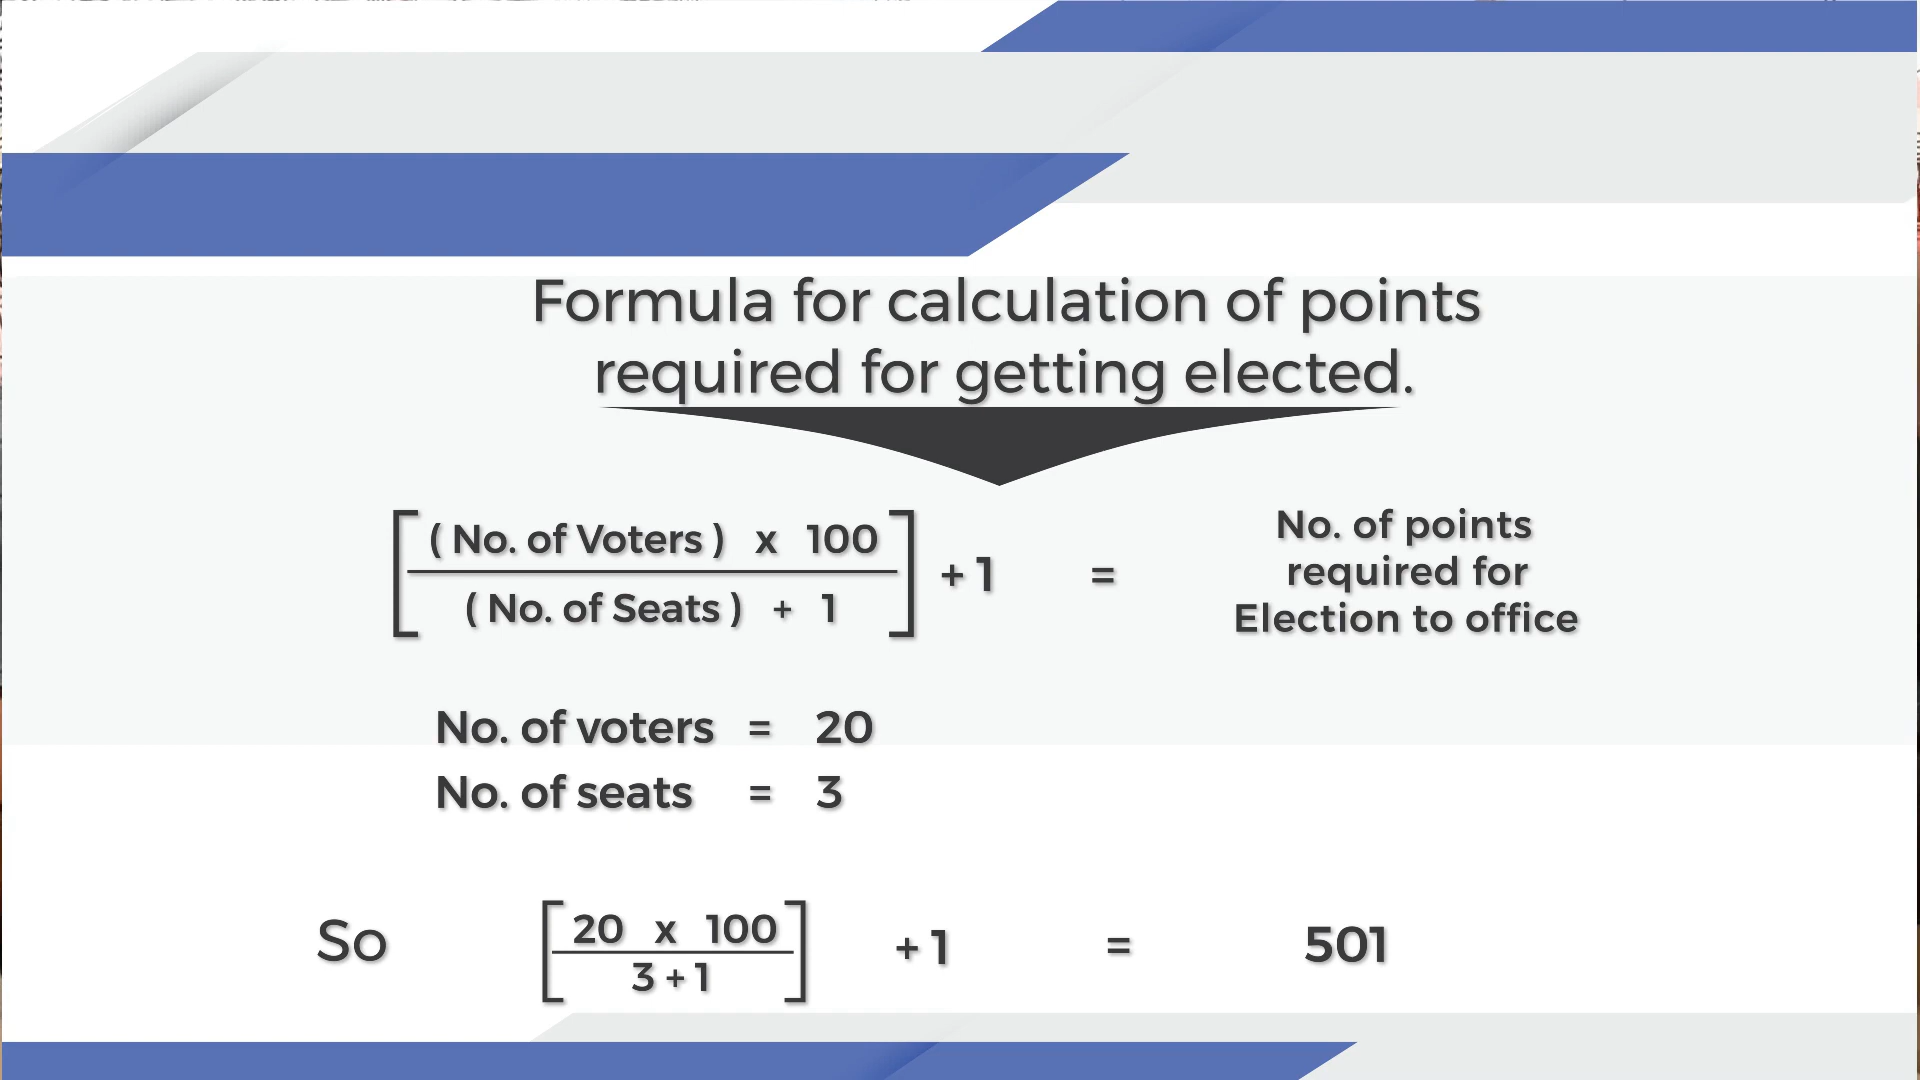 Formula for calculation of points
required for getting elected.
( No. of Voters ) x 100
( No. of Seats ) + 1
+ 1 =
No. of points
required for
Election to office
No. of voters = 20
No. of seats = 3
So
20 x 100
3 + 1
+ 1 = 501